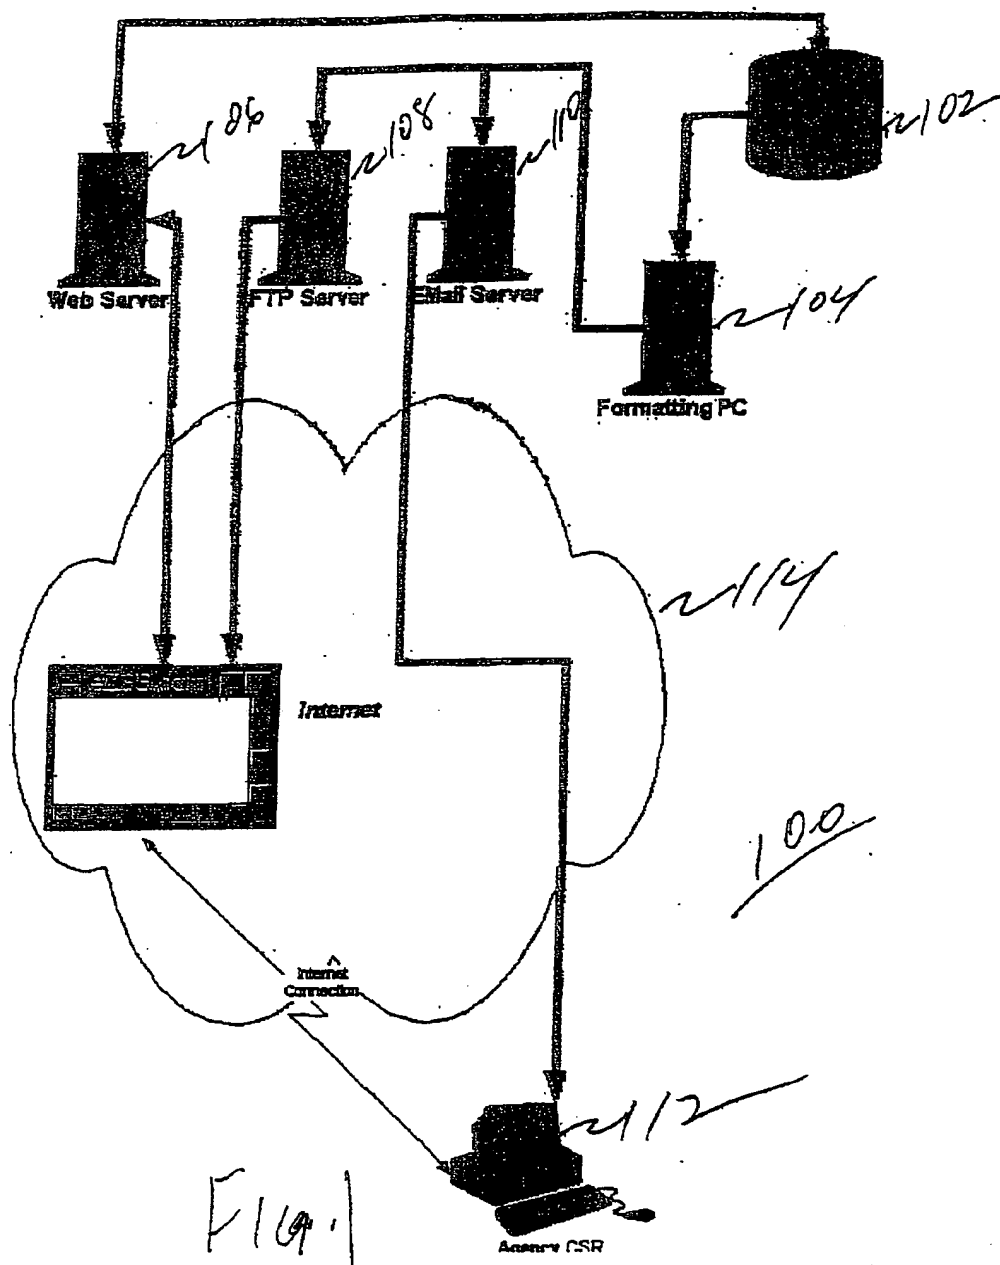 106
108
110
102
Web Server
FTP Server
EMail Server
104
Formatting PC
114
Internet
100
Internet
Connection
112
Agency CSR
FIG. 1